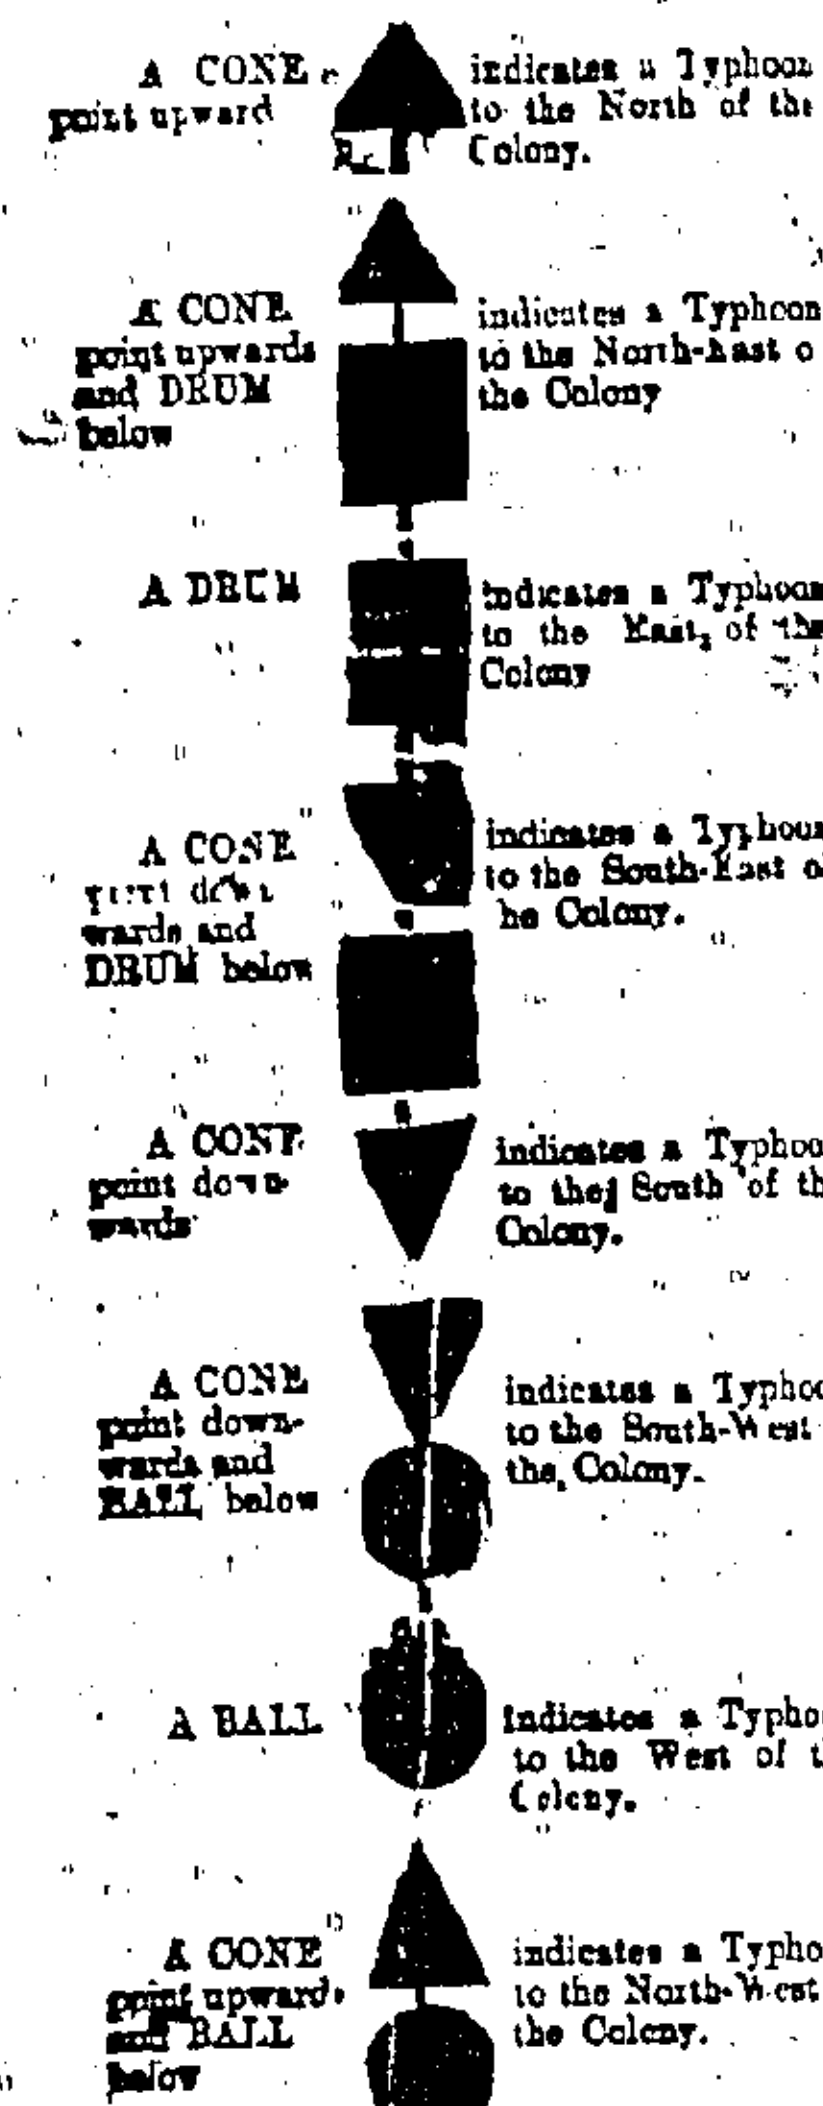 A CONE
point upward
indicates a Typhoon
to the North of the
Colony.
A CONE
point upwards
and DRUM
below
indicates a Typhoon
to the North-East o
the Colony
A DRUM
indicates a Typhoon
to the East, of the
Colony
A CONE
point down
wards and
DRUM below
indicates a Typhoon
to the South-East of
he Colony.
A CONE
point down-
wards
indicates a Typhoo
to the South of th
Colony.
A CONE
point down-
wards and
BALL below
indicates a Typhoo
to the South-West
the Colony.
A BALL
indicates a Typho
to the West of t
Colony.
A CONE
point upwards
and BALL
below
indicates a Typho
to the North-West
the Colony.